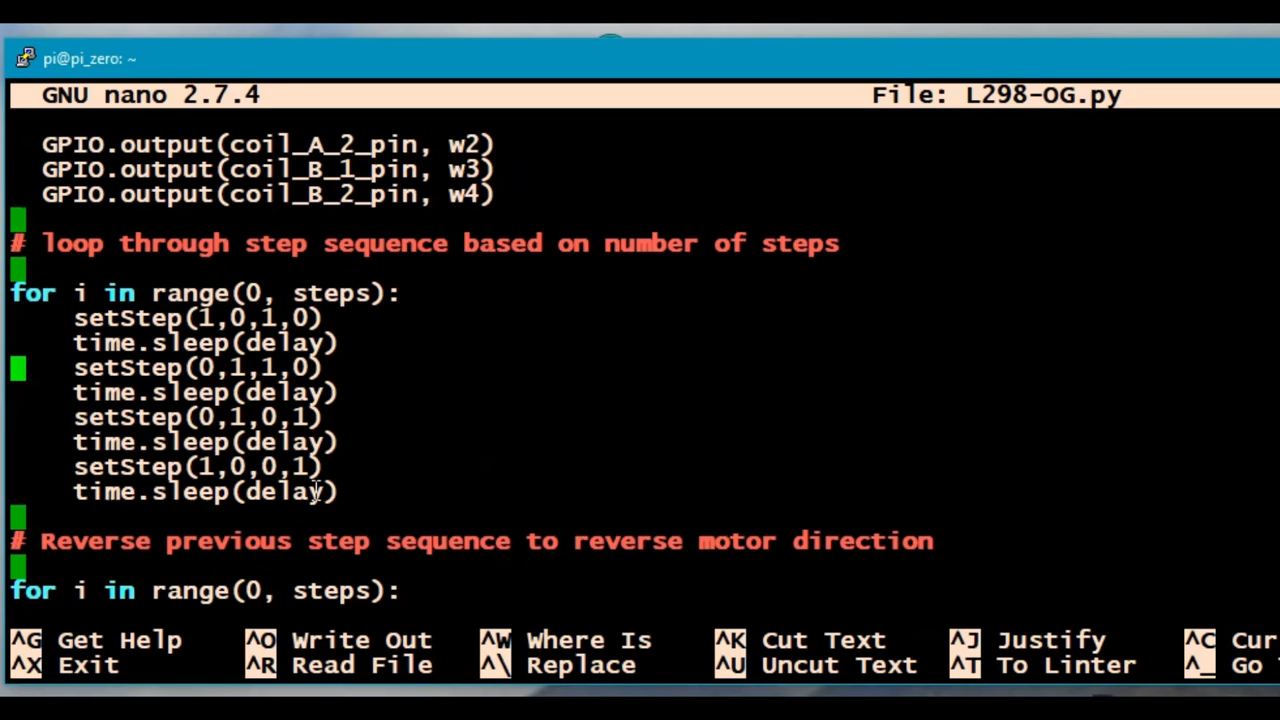 pi@pi_zero: ~
GNU nano 2.7.4 File: L298-OG.py
GPIO.output(coil_A_2_pin, w2)
GPIO.output(coil_B_1_pin, w3)
GPIO.output(coil_B_2_pin, w4)
# loop through step sequence based on number of steps
for i in range(0, steps):
setStep(1,0,1,0)
time.sleep(delay)
setStep(0,1,1,0)
time.sleep(delay)
setStep(0,1,0,1)
time.sleep(delay)
setStep(1,0,0,1)
time.sleep(delay)
# Reverse previous step sequence to reverse motor direction
for i in range(0, steps):
^G Get Help ^O Write Out ^W Where Is ^K Cut Text ^J Justify ^C Cur
^X Exit ^R Read File ^\ Replace ^U Uncut Text ^T To Linter ^_ Go